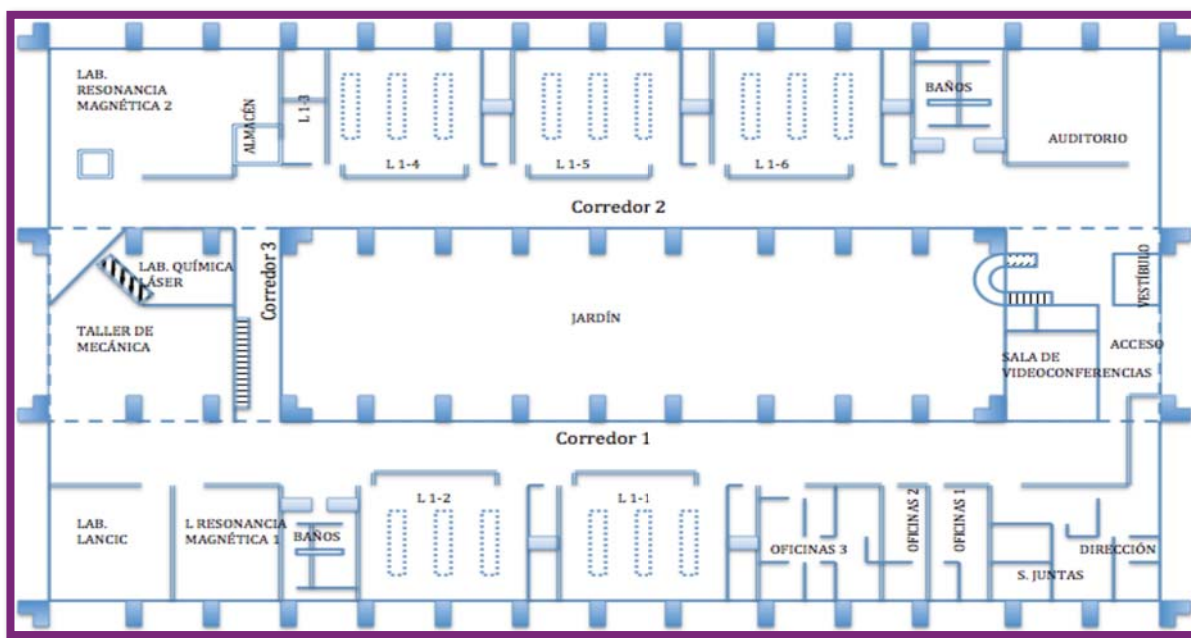 LAB.
RESONANCIA
MAGNÉTICA 2
ALMACÉN
L 1-3
L 1-4
L 1-5
L 1-6
BAÑOS
AUDITORIO
Corredor 2
LAB. QUÍMICA
LÁSER
Corredor 3
TALLER DE
MECÁNICA
JARDÍN
VESTÍBULO
ACCESO
SALA DE
VIDEOCONFERENCIAS
Corredor 1
LAB.
LANCIC
L RESONANCIA
MAGNÉTICA 1
BAÑOS
L 1-2
L 1-1
OFICINAS 3
OFICINAS 2
OFICINAS 1
S. JUNTAS
DIRECCIÓN